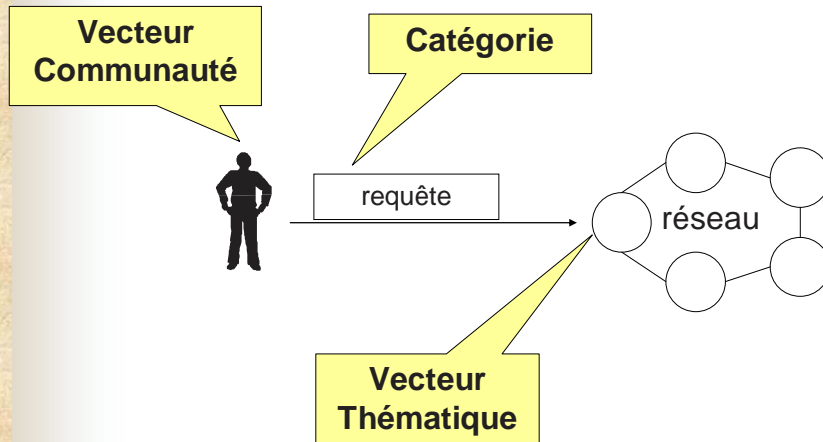 Vecteur
Communauté
Catégorie
requête
réseau
Vecteur
Thématique